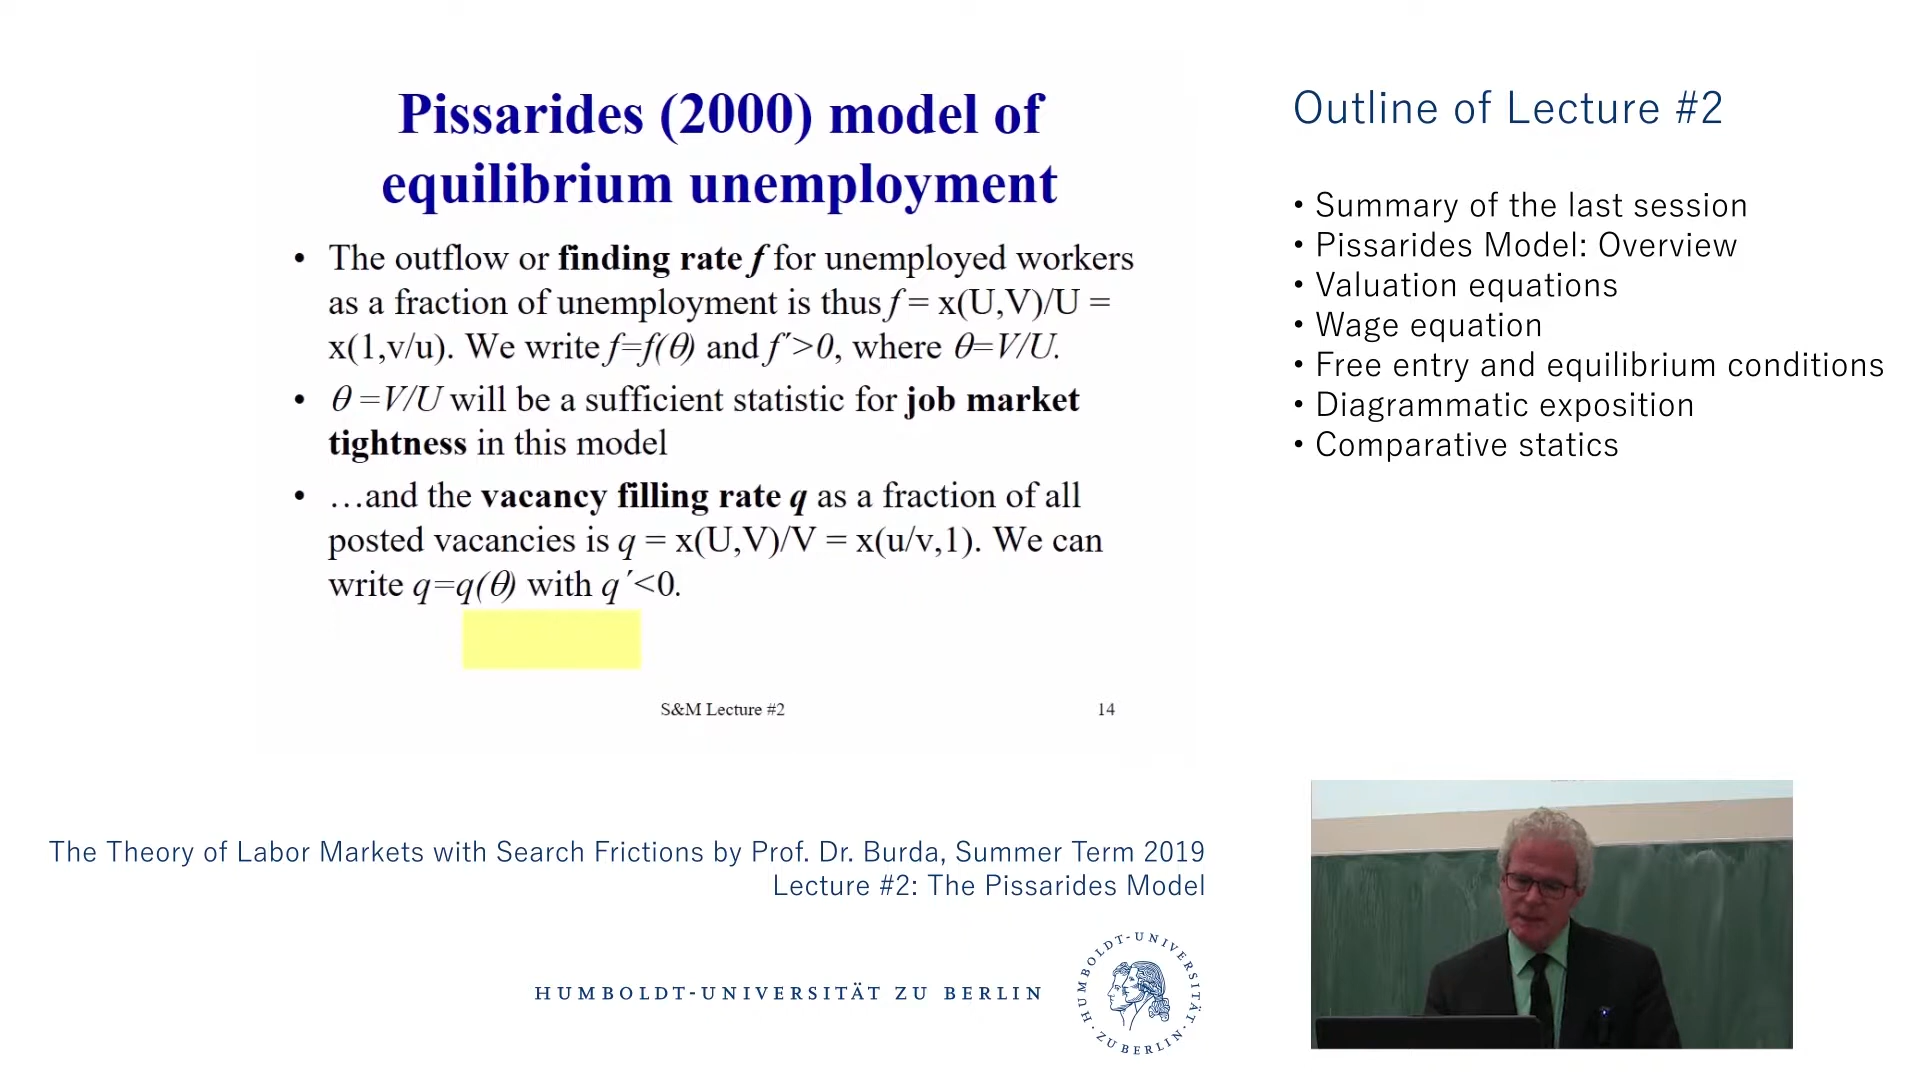 Pissarides (2000) model of
equilibrium unemployment
• The outflow or finding rate f for unemployed workers
as a fraction of unemployment is thus f = x(U,V)/U =
x(1,v/u). We write f=f(θ) and f´>0, where θ=V/U.
• θ =V/U will be a sufficient statistic for job market
tightness in this model
• …and the vacancy filling rate q as a fraction of all
posted vacancies is q = x(U,V)/V = x(u/v,1). We can
write q=q(θ) with q´<0.
S&M Lecture #2
14
Outline of Lecture #2
• Summary of the last session
• Pissarides Model: Overview
• Valuation equations
• Wage equation
• Free entry and equilibrium conditions
• Diagrammatic exposition
• Comparative statics
The Theory of Labor Markets with Search Frictions by Prof. Dr. Burda, Summer Term 2019
Lecture #2: The Pissarides Model
HUMBOLDT-UNIVERSITÄT ZU BERLIN
HUMBOLDT-UNIVERSITÄT · ZU BERLIN ·